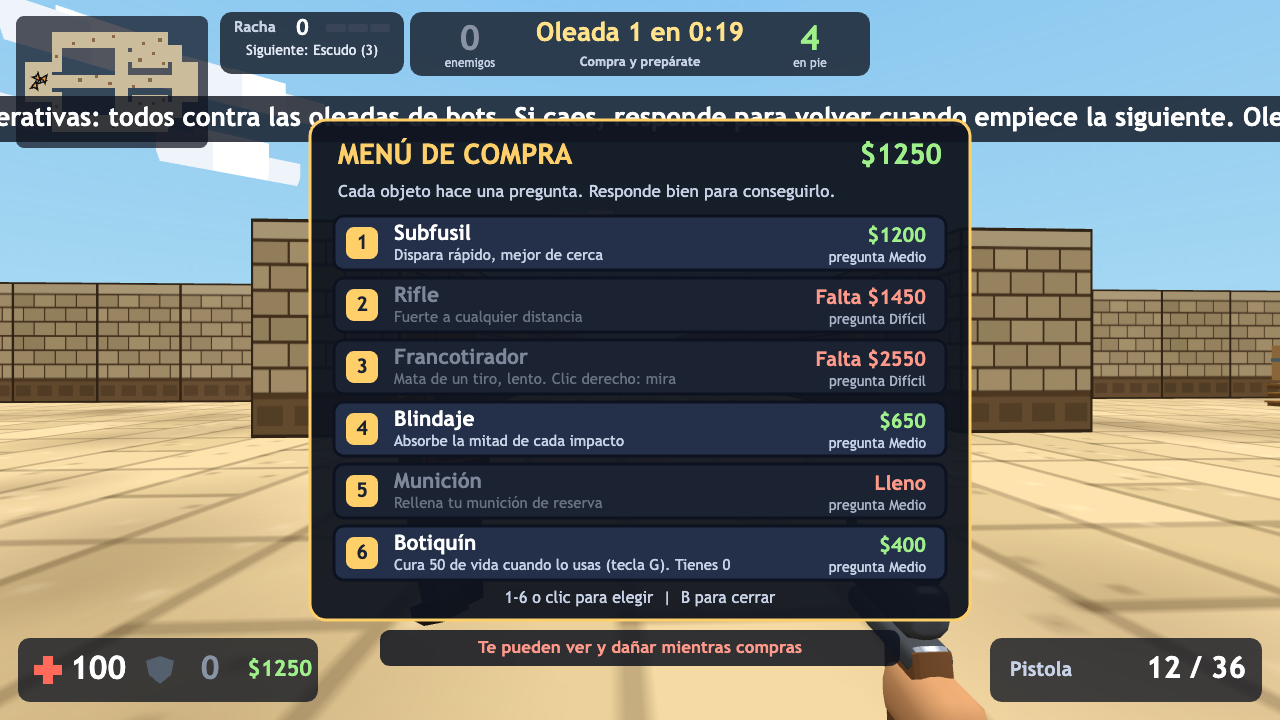 Racha 0
Siguiente: Escudo (3)
0
enemigos
Oleada 1 en 0:19
Compra y prepárate
4
en pie
erativas: todos contra las oleadas de bots. Si caes, responde para volver cuando empiece la siguiente. Ole
MENÚ DE COMPRA
$1250
Cada objeto hace una pregunta. Responde bien para conseguirlo.
1
Subfusil
$1200
Dispara rápido, mejor de cerca
pregunta Medio
2
Rifle
Falta $1450
Fuerte a cualquier distancia
pregunta Difícil
3
Francotirador
Falta $2550
Mata de un tiro, lento. Clic derecho: mira
pregunta Difícil
4
Blindaje
$650
Absorbe la mitad de cada impacto
pregunta Medio
5
Munición
Lleno
Rellena tu munición de reserva
pregunta Medio
6
Botiquín
$400
Cura 50 de vida cuando lo usas (tecla G). Tienes 0
pregunta Medio
1-6 o clic para elegir | B para cerrar
Te pueden ver y dañar mientras compras
100 0 $1250
Pistola 12 / 36